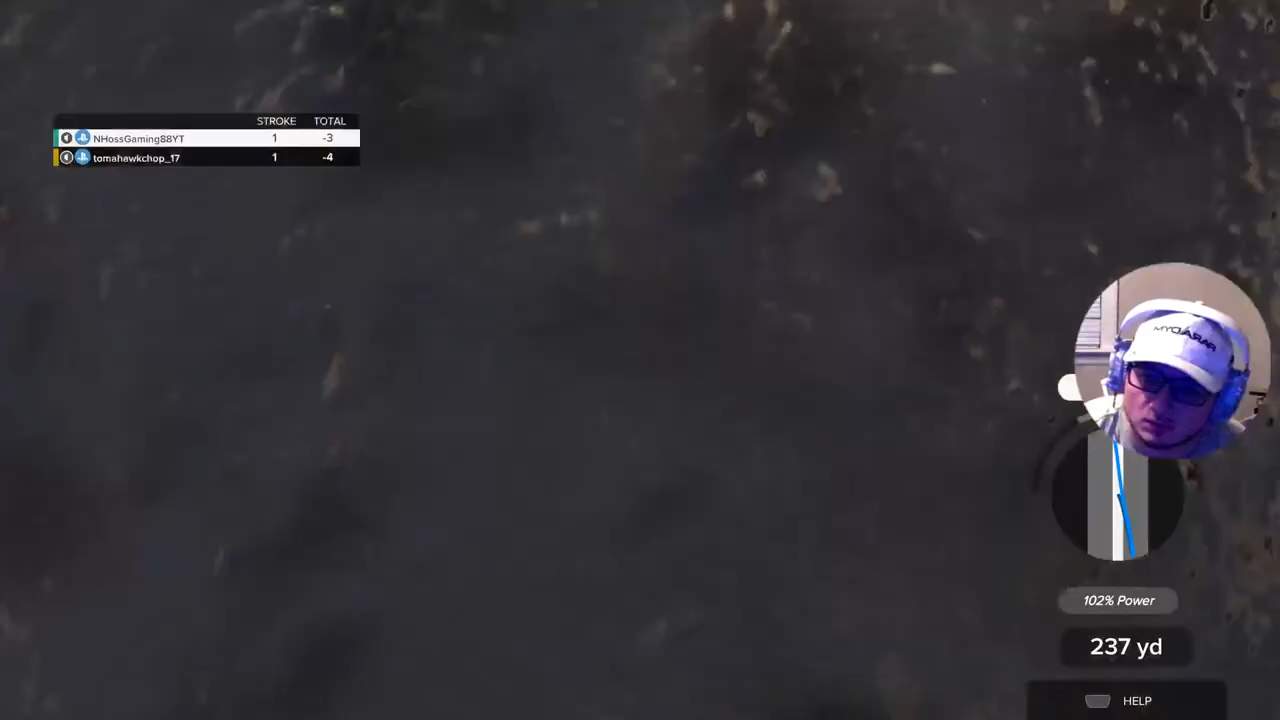 STROKE TOTAL
NHossGaming88YT 1 -3
tomahawkchop_17 1 -4
102% Power
237 yd
HELP